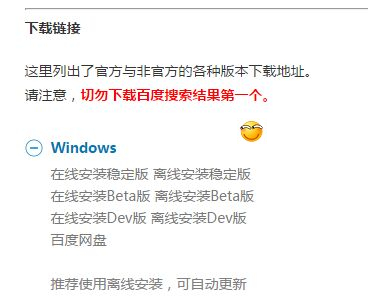 下载链接
这里列出了官方与非官方的各种版本下载地址。
请注意，切勿下载百度搜索结果第一个。
Windows
在线安装稳定版 离线安装稳定版
在线安装Beta版 离线安装Beta版
在线安装Dev版 离线安装Dev版
百度网盘
推荐使用离线安装，可自动更新